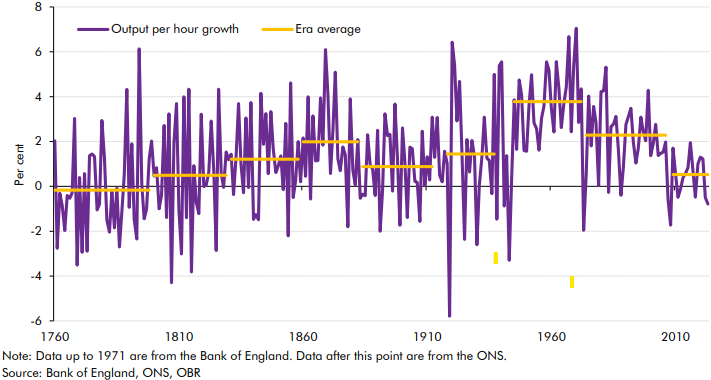 8
Output per hour growth
Era average
6
4
2
0
-2
-4
-6
Per cent
1760
1810
1860
1910
1960
2010
Note: Data up to 1971 are from the Bank of England. Data after this point are from the ONS.
Source: Bank of England, ONS, OBR